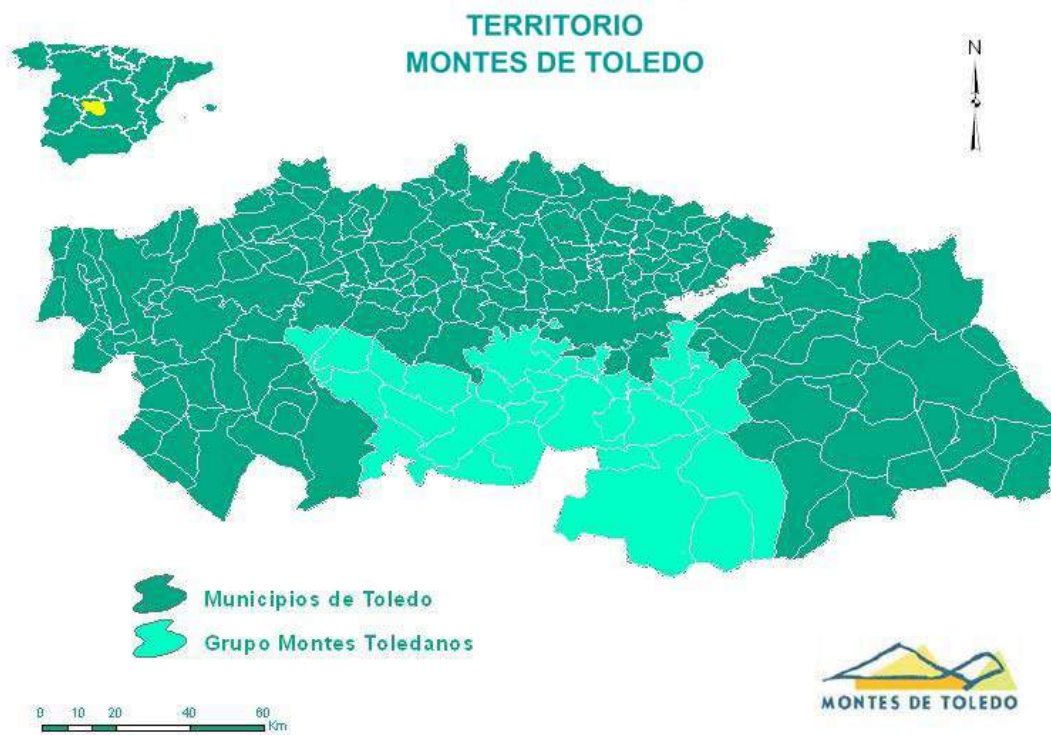 TERRITORIO
MONTES DE TOLEDO
N
Municipios de Toledo
Grupo Montes Toledanos
0 10 20 40 60
Km
MONTES DE TOLEDO